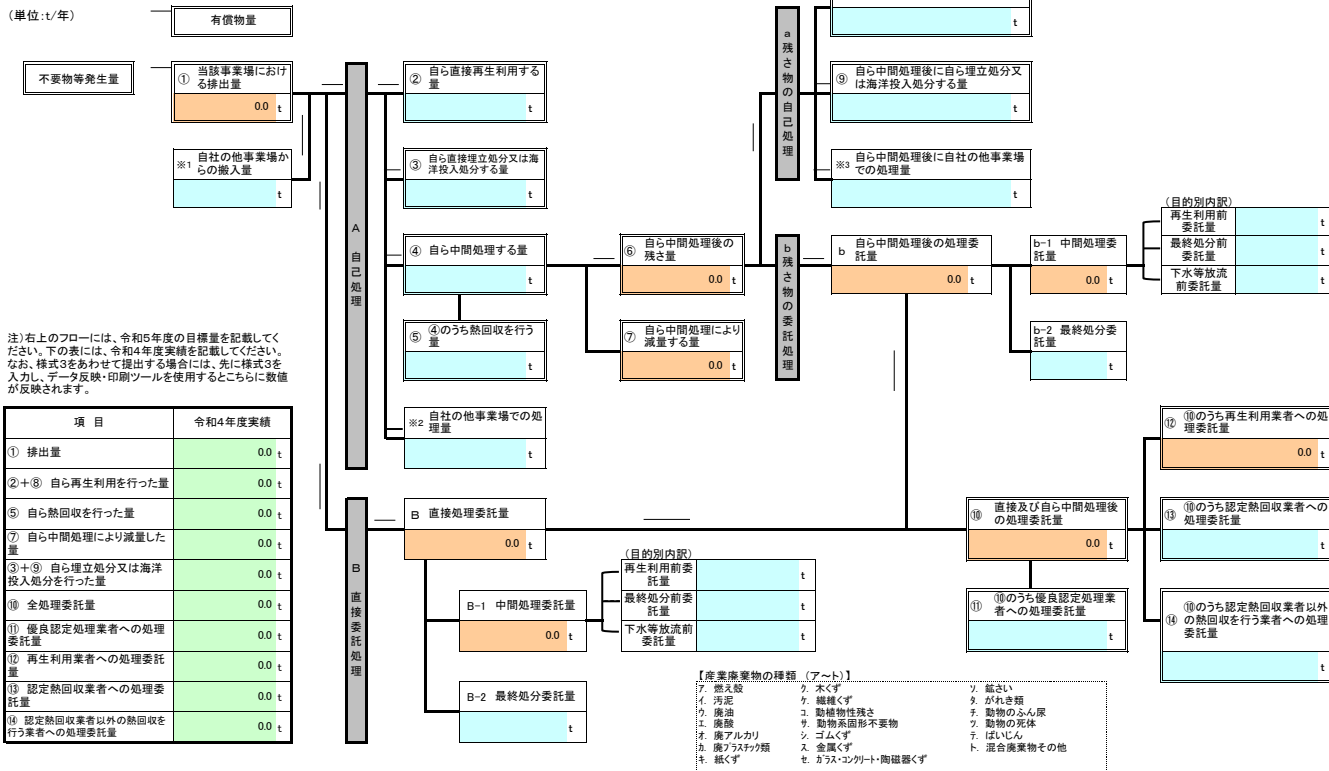 (単位:t/年)
有償物量
t
不要物等発生量
① 当該事業場におけ
る排出量
0.0 t
※1 自社の他事業場か
らの搬入量
t
A 自己処理
② 自ら直接再生利用する
量
t
③ 自ら直接埋立処分又は海
洋投入処分する量
t
④ 自ら中間処理する量
t
⑤ ④のうち熱回収を行う
量
t
※2 自社の他事業場での処
理量
t
⑥ 自ら中間処理後の
残さ量
0.0 t
⑦ 自ら中間処理により
減量する量
0.0 t
a 残さ物の自己処理
⑨ 自ら中間処理後に自ら埋立処分又
は海洋投入処分する量
t
※3 自ら中間処理後に自社の他事業場
での処理量
t
b 残さ物の委託処理
b 自ら中間処理後の処理委
託量
0.0 t
b-1 中間処理委
託量
0.0 t
(目的別内訳)
再生利用前
委託量
t
最終処分前
委託量
t
下水等放流
前委託量
t
b-2 最終処分委
託量
t
注)右上のフローには、令和5年度の目標量を記載してく
ださい。下の表には、令和4年度実績を記載してください。
なお、様式3をあわせて提出する場合には、先に様式3を
入力し、データ反映・印刷ツールを使用するとこちらに数値
が反映されます。
項 目 令和4年度実績
① 排出量 0.0 t
②+⑧ 自ら再生利用を行った量 0.0 t
⑤ 自ら熱回収を行った量 0.0 t
⑦ 自ら中間処理により減量した
量 0.0 t
③+⑨ 自ら埋立処分又は海洋
投入処分を行った量 0.0 t
⑩ 全処理委託量 0.0 t
⑪ 優良認定処理業者への処理
委託量 0.0 t
⑫ 再生利用業者への処理委託
量 0.0 t
⑬ 認定熱回収業者への処理委
託量 0.0 t
⑭ 認定熱回収業者以外の熱回収を
行う業者への処理委託量 0.0 t
B 直接委託処理
B 直接処理委託量
0.0 t
B-1 中間処理委託量
0.0 t
(目的別内訳)
再生利用前委
託量
t
最終処分前委
託量
t
下水等放流前
委託量
t
B-2 最終処分委託量
t
⑩ 直接及び自ら中間処理後
の処理委託量
0.0 t
⑪ ⑩のうち優良認定処理業
者への処理委託量
t
⑫ ⑩のうち再生利用業者への処
理委託量
0.0 t
⑬ ⑩のうち認定熱回収業者への
処理委託量
t
⑭ ⑩のうち認定熱回収業者以外
の熱回収を行う業者への処理
委託量
t
【産業廃棄物の種類 (ア~ト)】
ア. 燃え殻 ク. 木くず ソ. 鉱さい
イ. 汚泥 ケ. 繊維くず タ. がれき類
ウ. 廃油 コ. 動植物性残さ チ. 動物のふん尿
エ. 廃酸 サ. 動物系固形不要物 ツ. 動物の死体
オ. 廃アルカリ シ. ゴムくず テ. ばいじん
カ. 廃プラスチック類 ス. 金属くず ト. 混合廃棄物その他
キ. 紙くず セ. ガラス・コンクリート・陶磁器くず